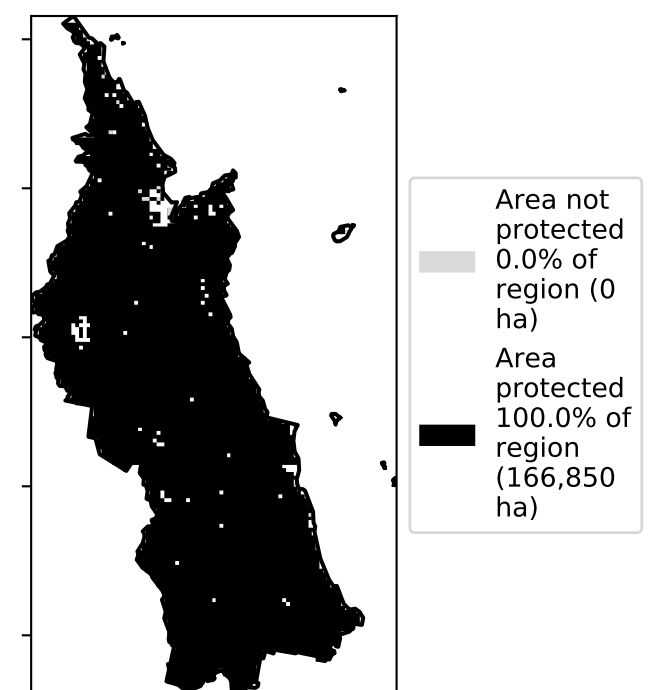 Area not
protected
0.0% of
region (0
ha)
Area
protected
100.0% of
region
(166,850
ha)